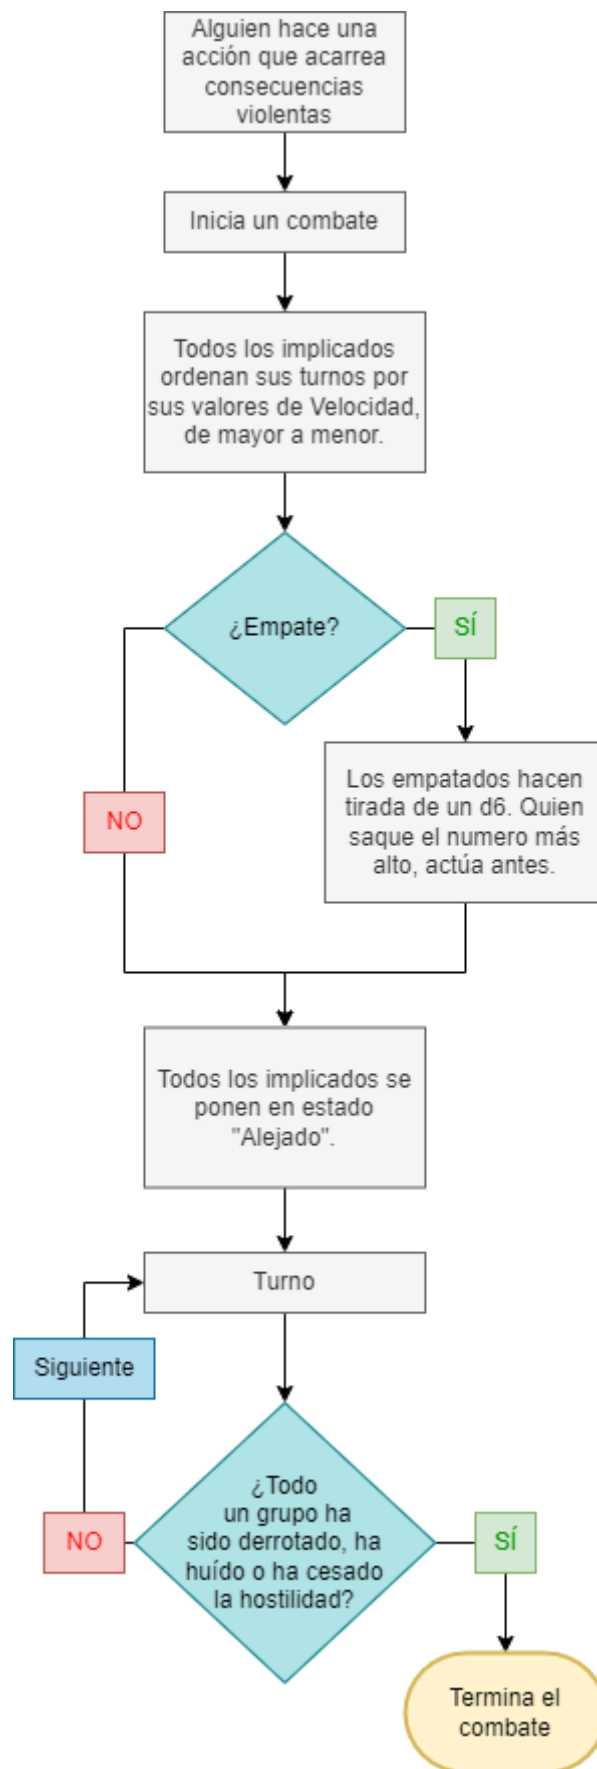 Alguien hace una
acción que acarrea
consecuencias
violentas
Inicia un combate
Todos los implicados
ordenan sus turnos por
sus valores de Velocidad,
de mayor a menor.
¿Empate?
SÍ
Los empatados hacen
tirada de un d6. Quien
saque el numero más
alto, actúa antes.
NO
Todos los implicados se
ponen en estado
"Alejado".
Turno
Siguiente
¿Todo
un grupo ha
sido derrotado, ha
huído o ha cesado
la hostilidad?
NO
SÍ
Termina el
combate